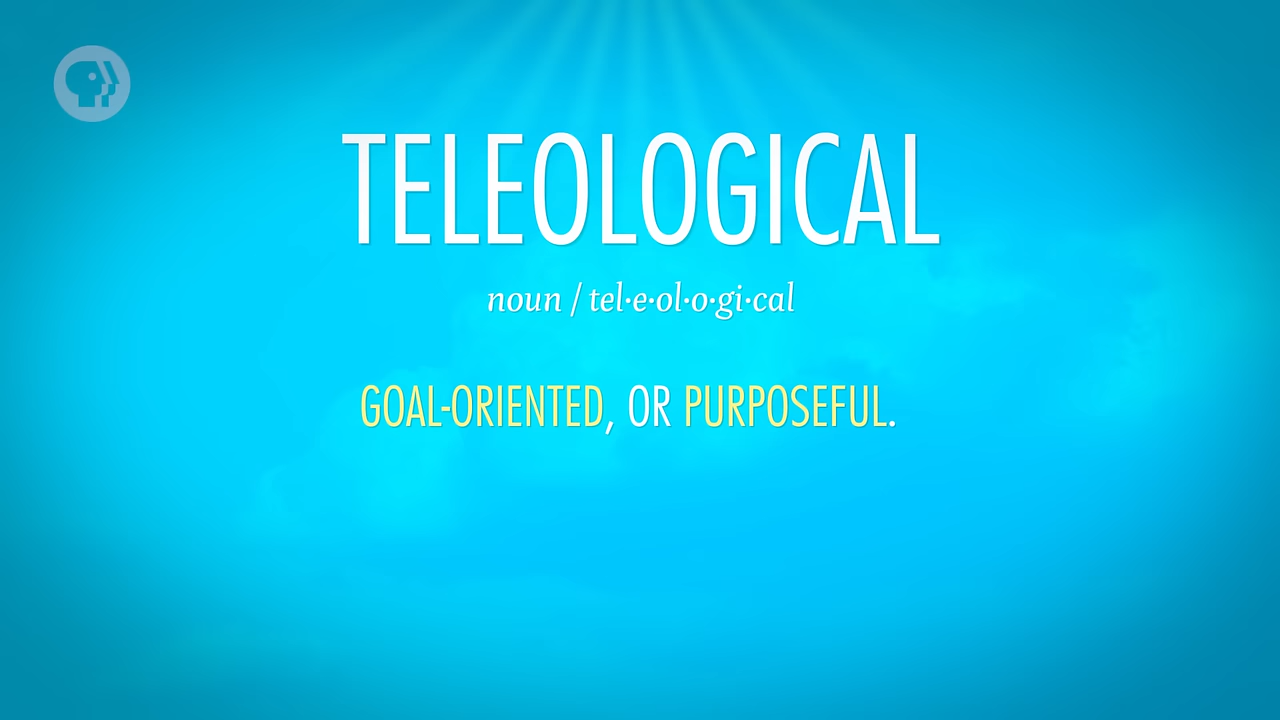 TELEOLOGICAL
noun / tel·e·ol·o·gi·cal
GOAL-ORIENTED, OR PURPOSEFUL.